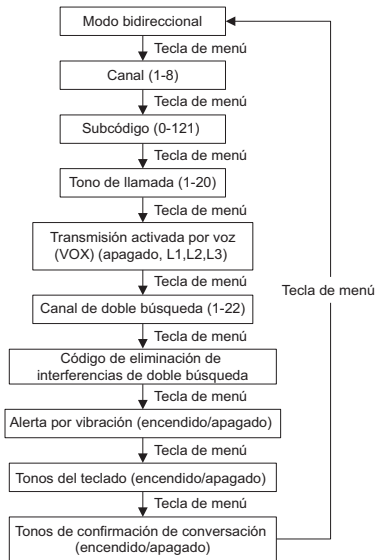 Modo bidireccional
Tecla de menú
Canal (1-8)
Tecla de menú
Subcódigo (0-121)
Tecla de menú
Tono de llamada (1-20)
Tecla de menú
Transmisión activada por voz
(VOX) (apagado, L1,L2,L3)
Tecla de menú
Tecla de menú
Canal de doble búsqueda (1-22)
Tecla de menú
Código de eliminación de
interferencias de doble búsqueda
Tecla de menú
Alerta por vibración (encendido/apagado)
Tecla de menú
Tonos del teclado (encendido/apagado)
Tecla de menú
Tonos de confirmación de conversación
(encendido/apagado)